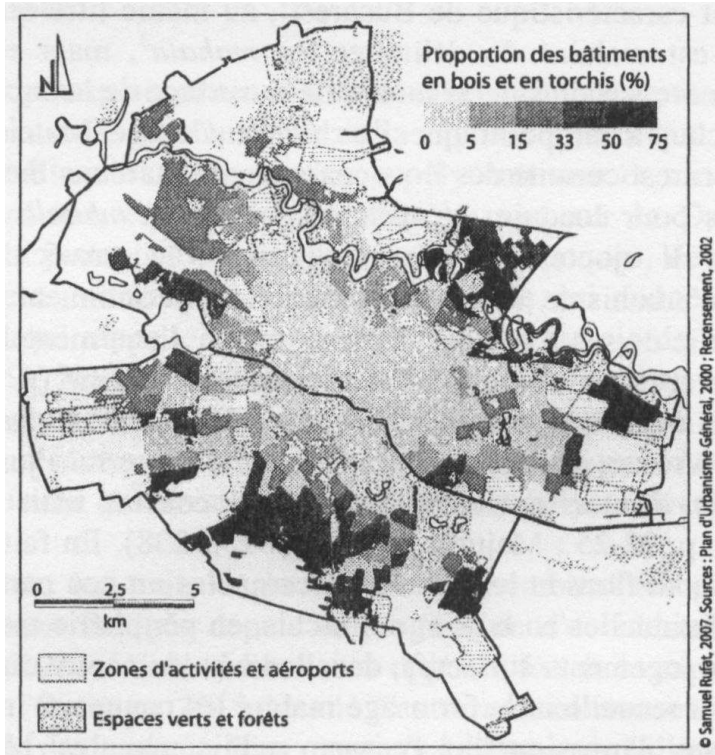 Proportion des bâtiments
en bois et en torchis (%)
0 5 15 33 50 75
0 2,5 5
km
Zones d'activités et aéroports
Espaces verts et forêts
© Samuel Rufat, 2007. Sources : Plan d'Urbanisme Général, 2000 ; Recensement, 2002